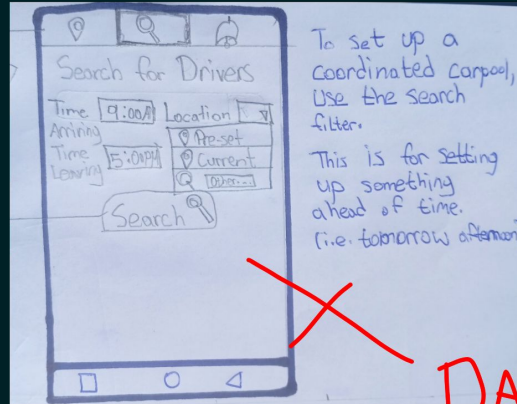 Search for Drivers
Time Arriving 9:00A Location
Pre-set
Time Leaving 5:00PM Current
Other...
Search
To set up a
coordinated carpool,
use the search
filter.
This is for setting
up something
ahead of time.
(i.e. tomorrow afternoon
DA